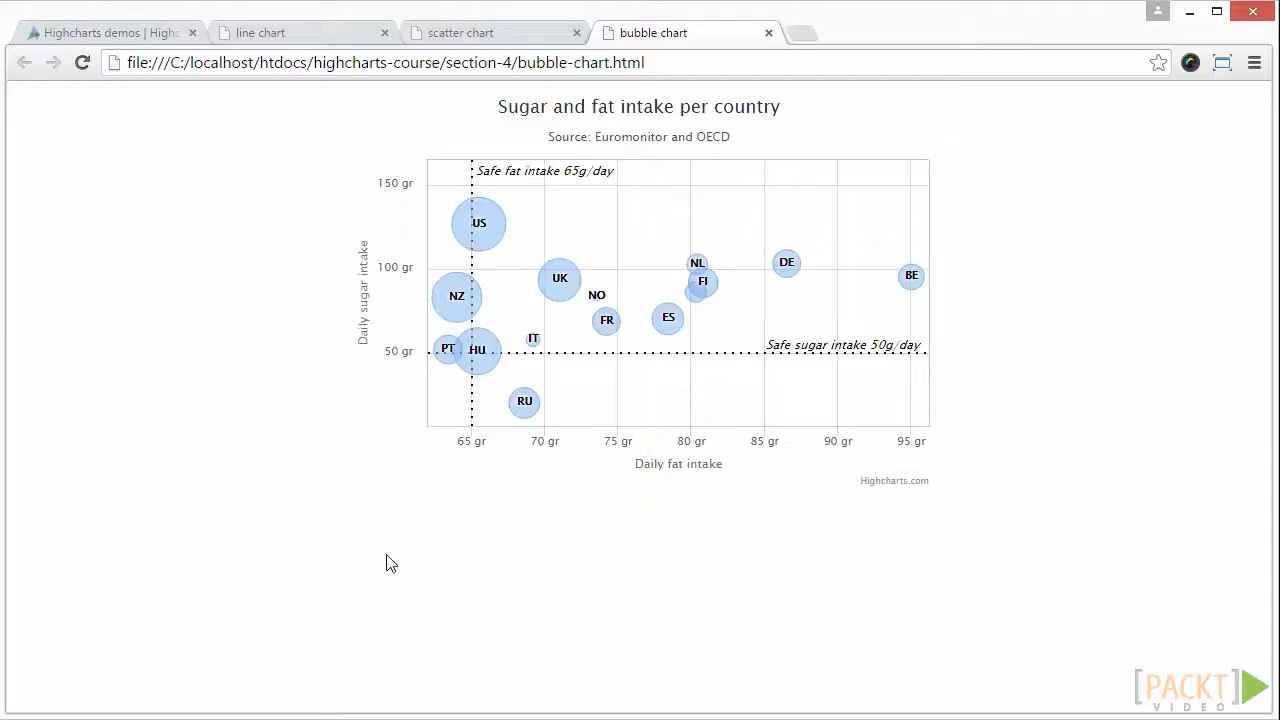 Highcharts demos | Highc
line chart
scatter chart
bubble chart
file:///C:/localhost/htdocs/highcharts-course/section-4/bubble-chart.html
Sugar and fat intake per country
Source: Euromonitor and OECD
Safe fat intake 65g/day
150 gr
US
NL
DE
100 gr
BE
UK
FI
NZ
NO
Daily sugar intake
FR
ES
IT
Safe sugar intake 50g/day
PT
HU
50 gr
RU
65 gr 70 gr 75 gr 80 gr 85 gr 90 gr 95 gr
Daily fat intake
Highcharts.com
[PACKT]
VIDEO